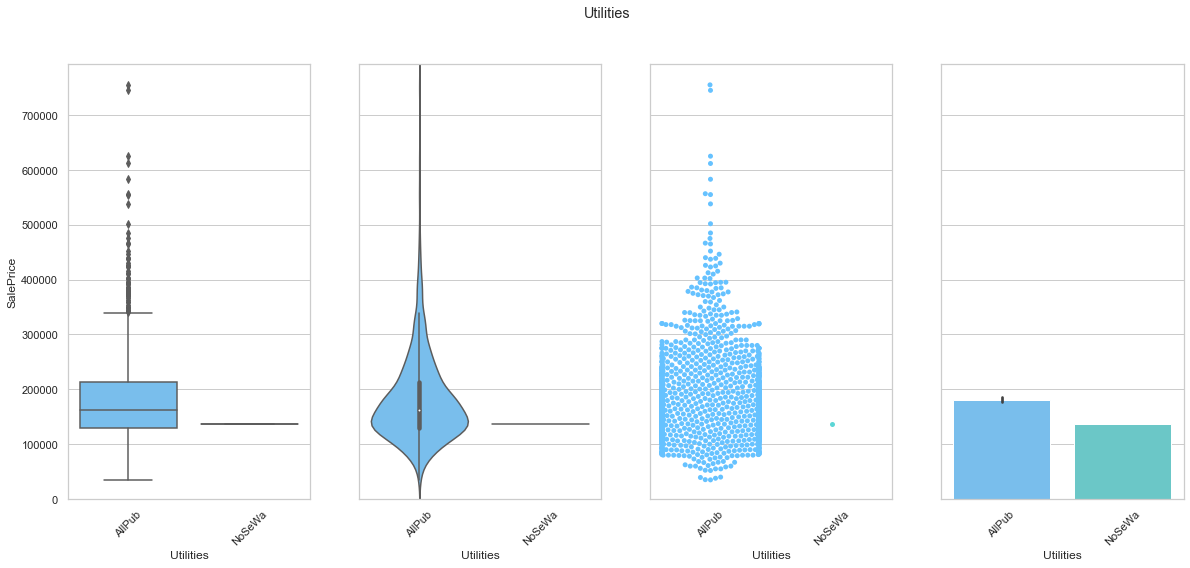 Utilities
SalePrice
700000
600000
500000
400000
300000
200000
100000
0
AllPub
NoSeWa
Utilities
AllPub
NoSeWa
Utilities
AllPub
NoSeWa
Utilities
AllPub
NoSeWa
Utilities